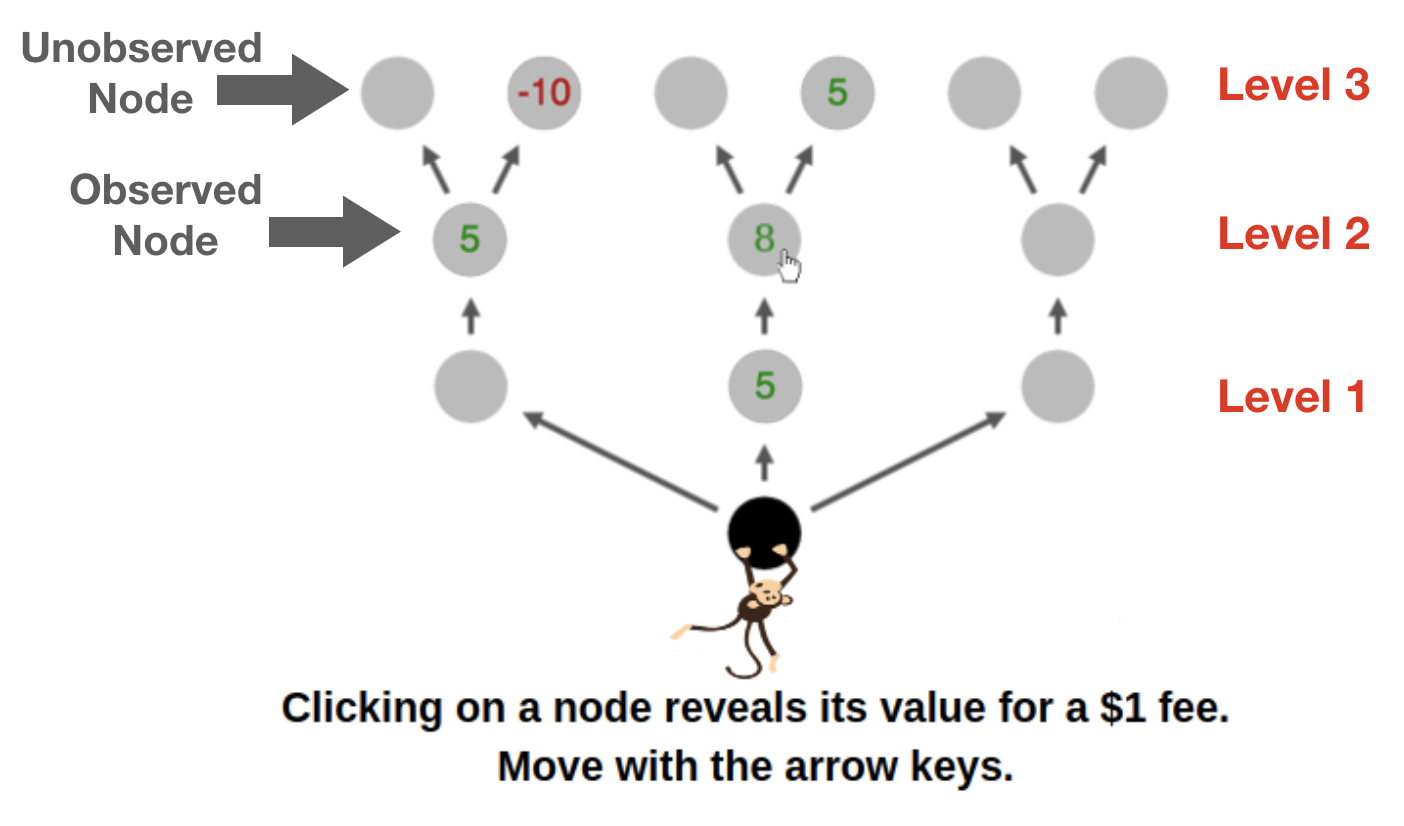 Unobserved
Node
-10
5
Level 3
Observed
Node
5
8
Level 2
5
Level 1
Clicking on a node reveals its value for a $1 fee.
Move with the arrow keys.